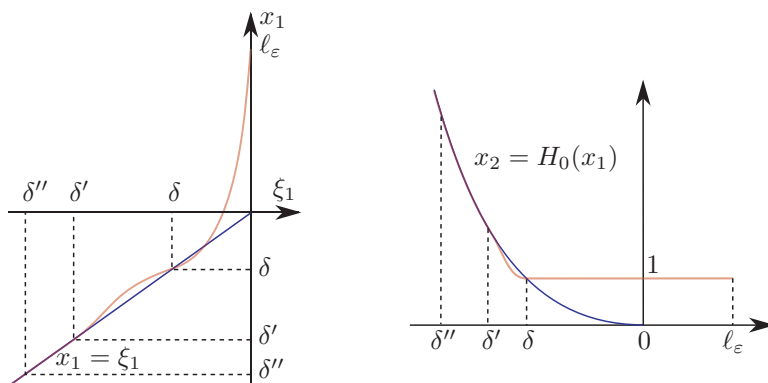 x₁
ℓ_ε
δ″ δ′ δ ξ₁
δ
δ′
x₁ = ξ₁
δ″
x₂ = H₀(x₁)
1
δ″ δ′ δ 0 ℓ_ε